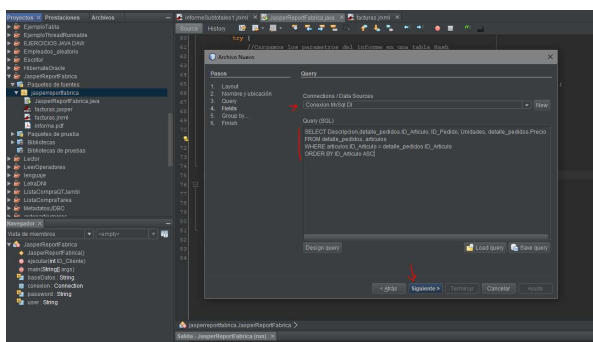 Proyectos × Prestaciones Archivos
EjemploTabla
EjemploThreadRunnable
EJERCICIOS JAVA DAVI
Empleados_aleatorio
Escritor
HibernateOracle
JasperReportFabrica
Paquetes de fuentes
jasperreportfabrica
JasperReportFabrica.java
facturas.jasper
facturas.jrxml
informe.pdf
Paquetes de prueba
Bibliotecas
Bibliotecas de pruebas
Lector
LeerOperadores
lenguaje
LetraDNI
ListaCompraQTJambi
ListaCompraTarea
MetadatosJDBC
Navegador ×
Vista de miembros <empty>
JasperReportFabrica
JasperReportFabrica()
ejecutar(int ID_Cliente)
main(String[] args)
baseDatos : String
conexion : Connection
password : String
user : String
informeSubtotales1.jrxml × JasperReportFabrica.java × facturas.jrxml ×
Source History
try {
//Cargamos los parametros del informe en una tabla Hash
Archivo Nuevo
Pasos
1. Layout
2. Nombre y ubicación
3. Query
4. Fields
5. Group by...
6. Finish
Query
Connections / Data Sources
Conexion MySql DI New
Query (SQL)
SELECT Descripcion,detalle_pedidos.ID_Articulo, ID_Pedido, Unidades, detalle_pedidos.Precio
FROM detalle_pedidos, articulos
WHERE articulos.ID_Articulo = detalle_pedidos.ID_Articulo
ORDER BY ID_Articulo ASC
Design query Load query Save query
< Atrás Siguiente > Terminar Cancelar Ayuda
jasperreportfabrica.JasperReportFabrica
Salida - JasperReportFabrica (run) ×